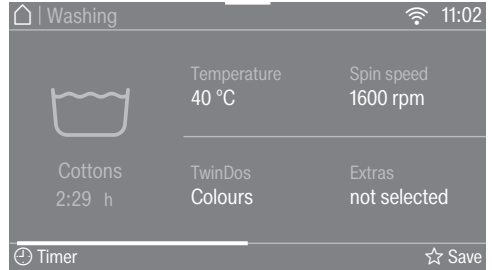 | Washing
11:02
Temperature
40 °C
Spin speed
1600 rpm
Cottons
2:29 h
TwinDos
Colours
Extras
not selected
Timer
Save